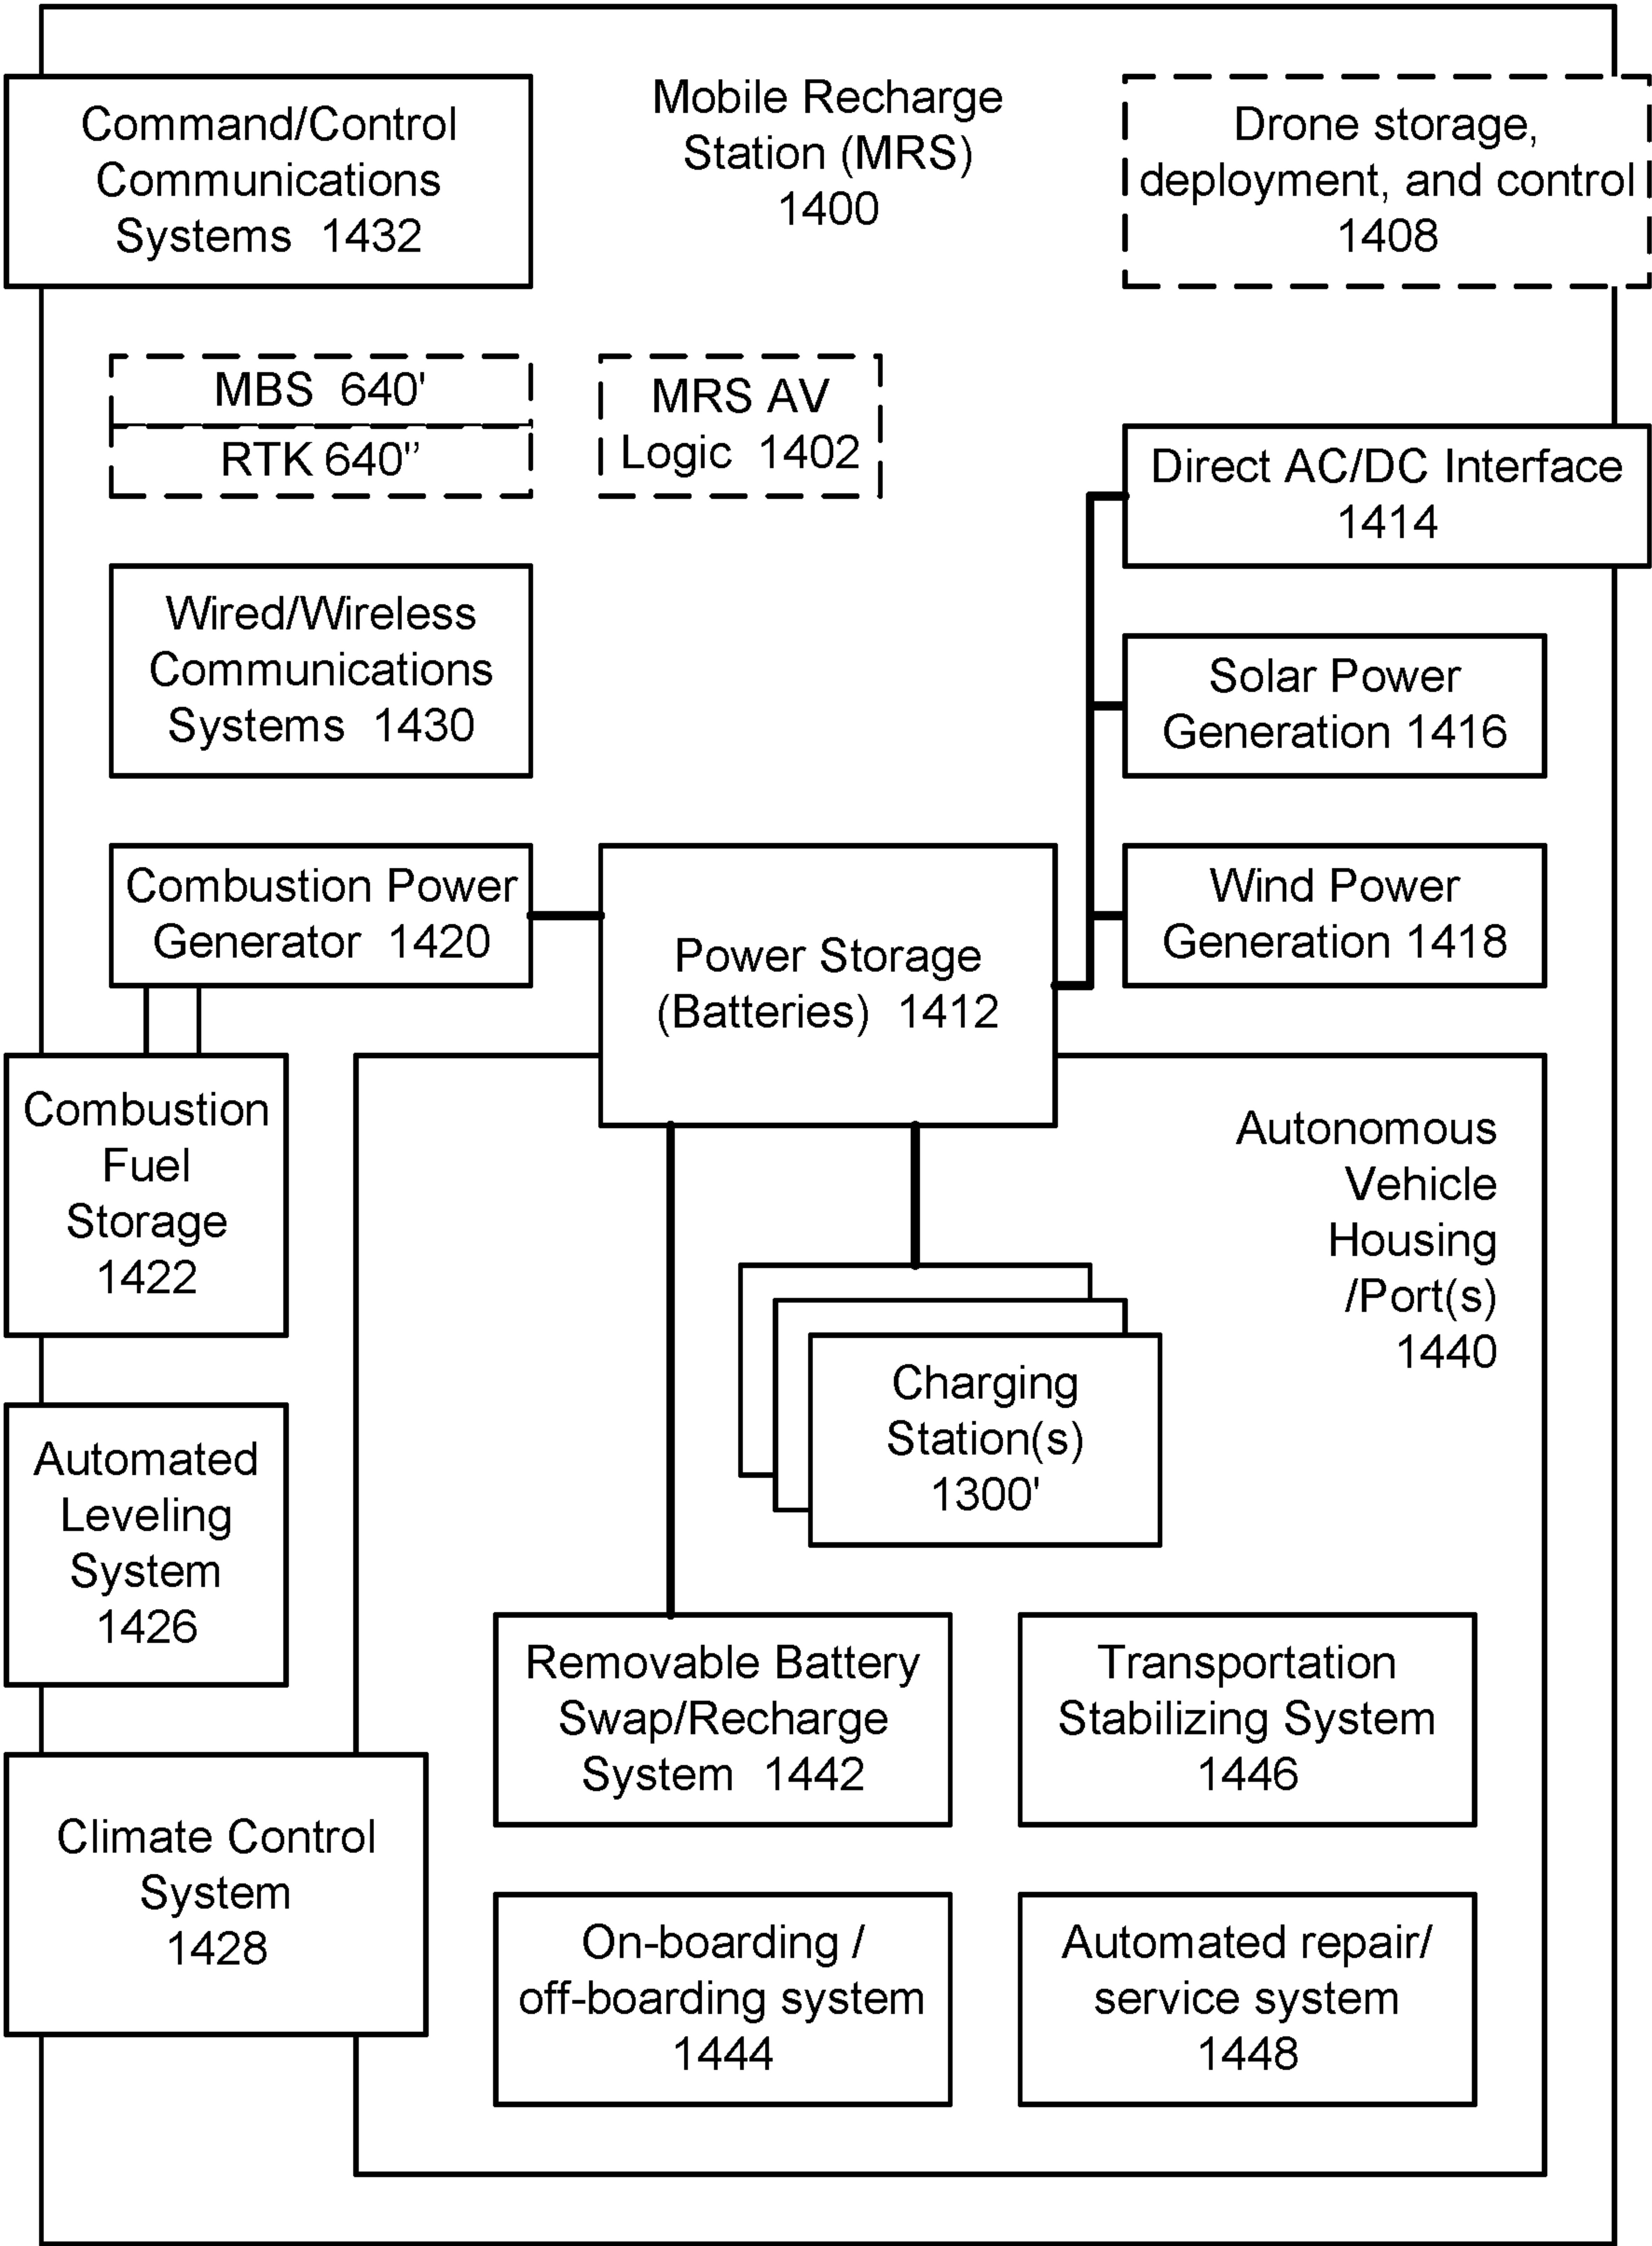 Command/Control
Communications
Systems 1432
Mobile Recharge
Station (MRS)
1400
Drone storage,
deployment, and control
1408
MBS 640'
RTK 640''
MRS AV
Logic 1402
Direct AC/DC Interface
1414
Wired/Wireless
Communications
Systems 1430
Solar Power
Generation 1416
Combustion Power
Generator 1420
Power Storage
(Batteries) 1412
Wind Power
Generation 1418
Combustion
Fuel
Storage
1422
Autonomous
Vehicle
Housing
/Port(s)
1440
Charging
Station(s)
1300'
Automated
Leveling
System
1426
Removable Battery
Swap/Recharge
System 1442
Transportation
Stabilizing System
1446
Climate Control
System
1428
On-boarding /
off-boarding system
1444
Automated repair/
service system
1448